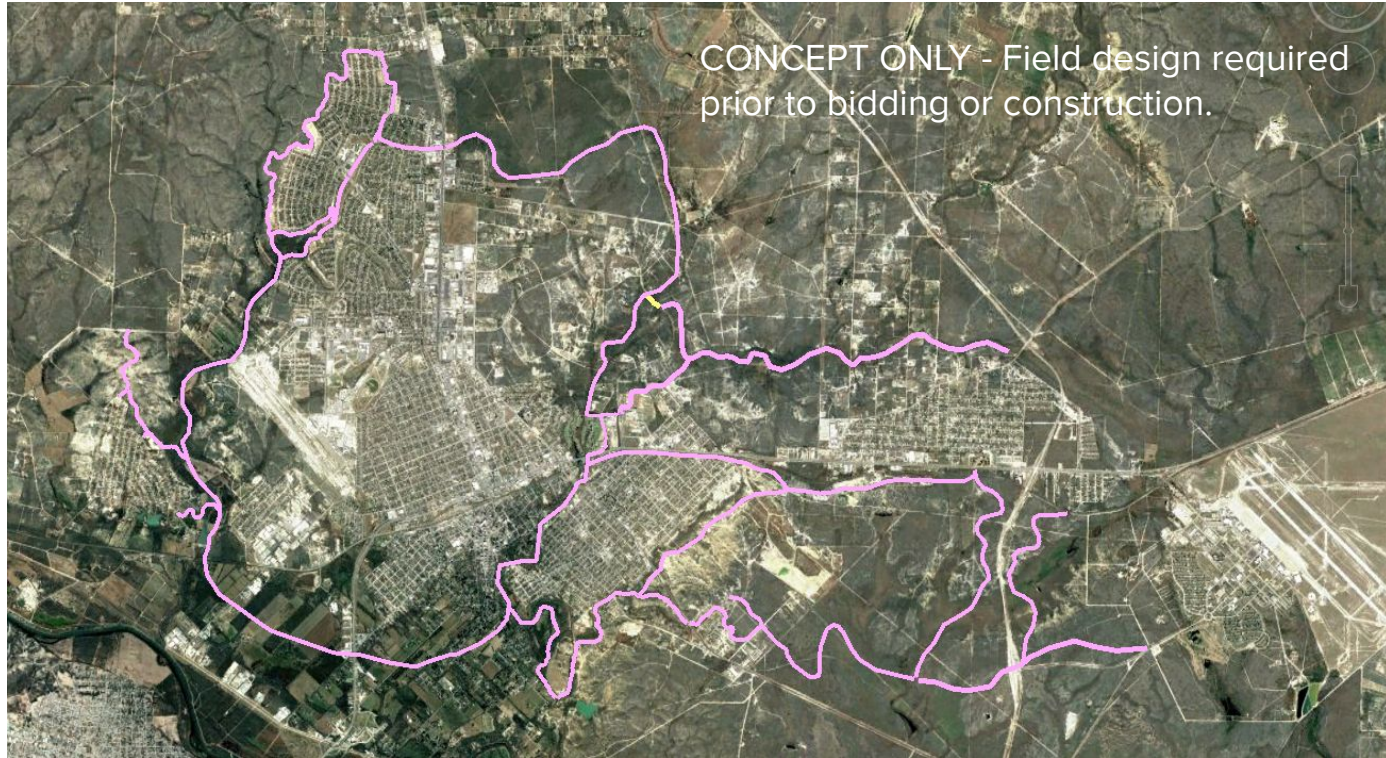 CONCEPT ONLY - Field design required
prior to bidding or construction.